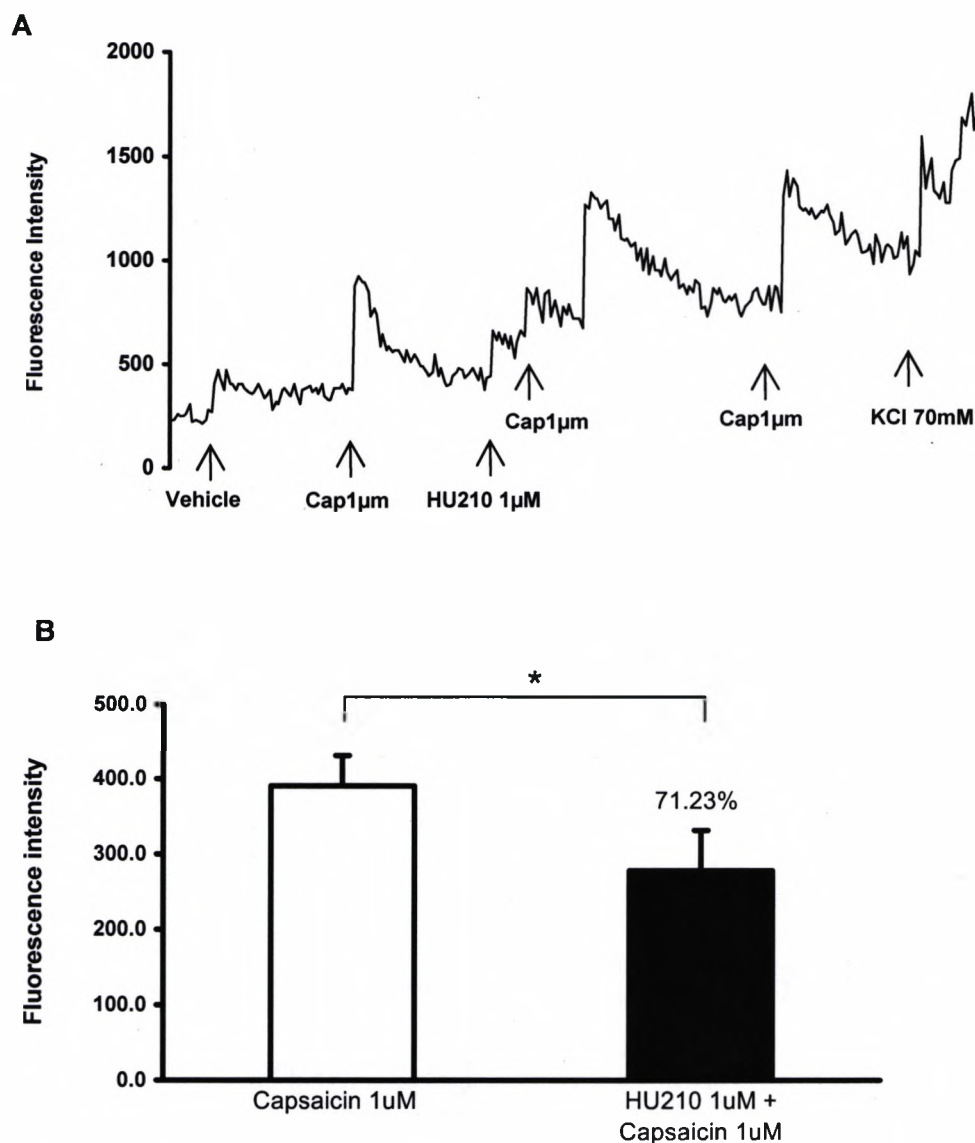 A
2000
1500
1000
500
0
Fluorescence Intensity
Cap1µm
Cap1µm
KCl 70mM
Vehicle
Cap1µm
HU210 1µM
B
*
500.0
400.0
300.0
200.0
100.0
0.0
Fluorescence intensity
71.23%
Capsaicin 1uM
HU210 1uM +
Capsaicin 1uM